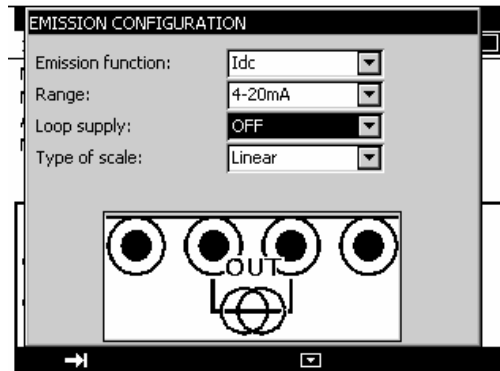 EMISSION CONFIGURATION
Emission function: Idc
Range: 4-20mA
Loop supply: OFF
Type of scale: Linear
OUT